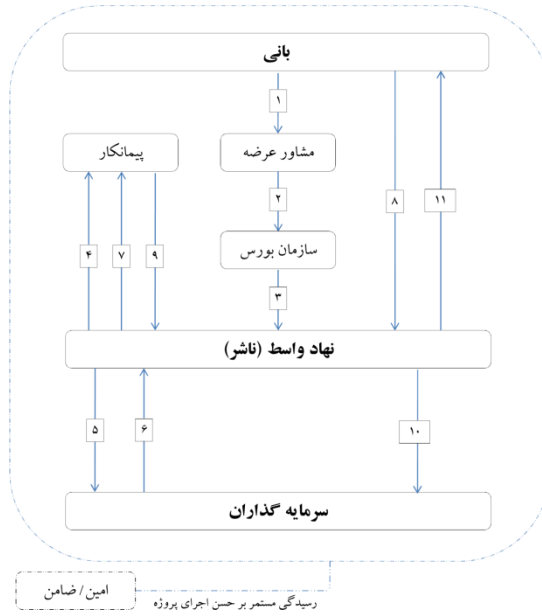 بانی
۱
پیمانکار
مشاور عرضه
۲
۸
۱۱
۴
۷
۹
سازمان بورس
۳
نهاد واسط (ناشر)
۵
۶
۱۰
سرمایه گذاران
امین / ضامن
رسیدگی مستمر بر حسن اجرای پروژه